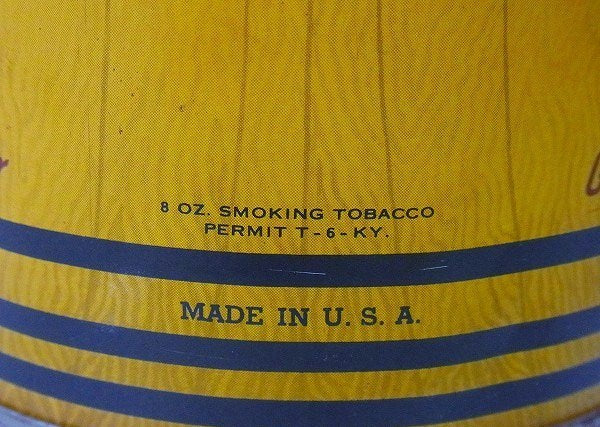 8 OZ. SMOKING TOBACCO
PERMIT T-6-KY.
MADE IN U. S. A.